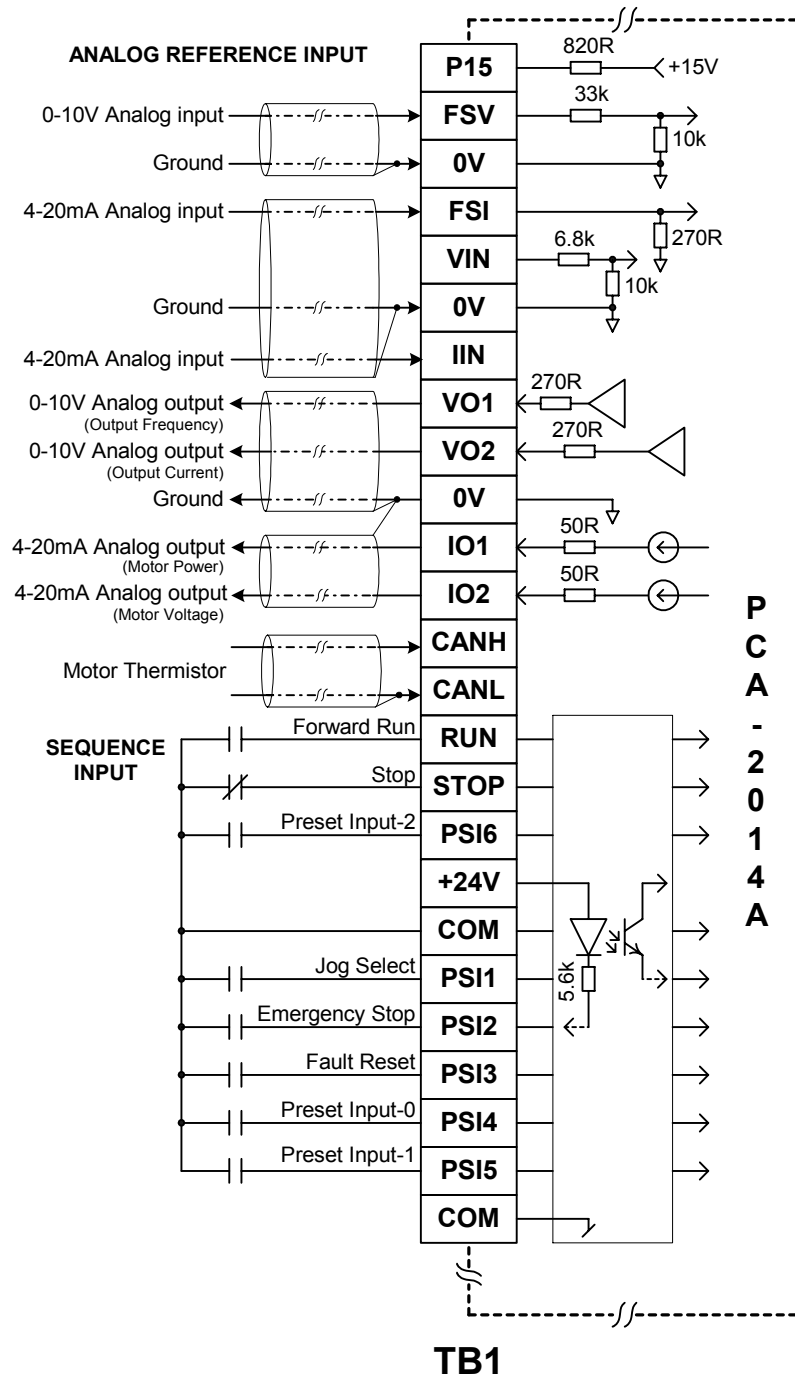 ANALOG REFERENCE INPUT
P15
820R
+15V
0-10V Analog input
FSV
33k
10k
Ground
0V
4-20mA Analog input
FSI
270R
VIN
6.8k
10k
Ground
0V
4-20mA Analog input
IIN
0-10V Analog output
(Output Frequency)
VO1
270R
0-10V Analog output
(Output Current)
VO2
270R
Ground
0V
4-20mA Analog output
(Motor Power)
IO1
50R
4-20mA Analog output
(Motor Voltage)
IO2
50R
Motor Thermistor
CANH
CANL
SEQUENCE
INPUT
Forward Run
RUN
Stop
STOP
Preset Input-2
PSI6
+24V
COM
Jog Select
PSI1
5.6k
Emergency Stop
PSI2
Fault Reset
PSI3
Preset Input-0
PSI4
Preset Input-1
PSI5
COM
PCA-2014A
TB1